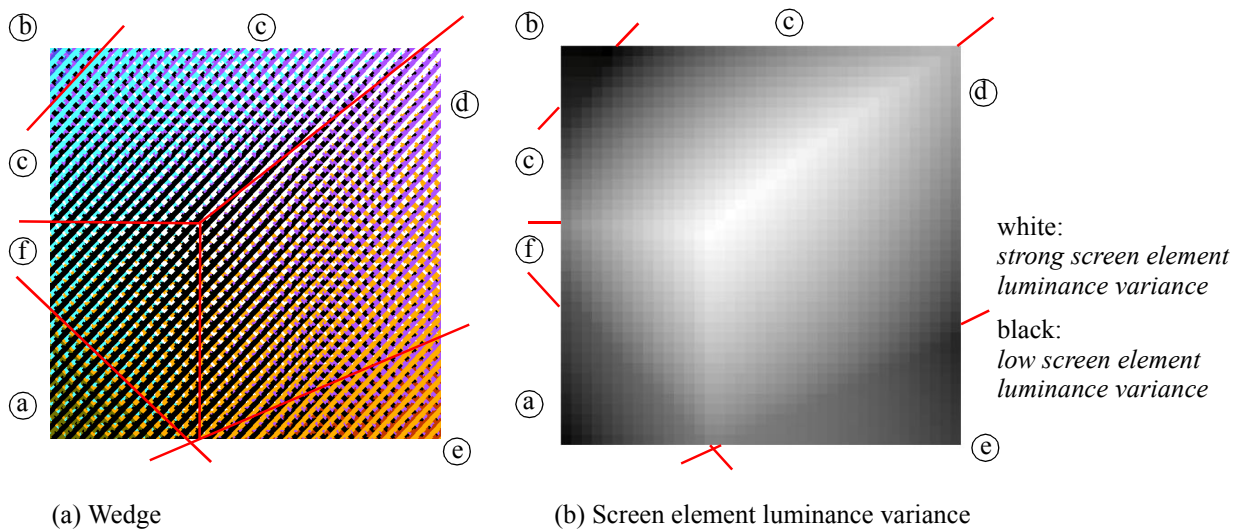 b
c
c
f
a
d
e
(a) Wedge
b
c
c
f
a
d
e
white:
strong screen element
luminance variance
black:
low screen element
luminance variance
(b) Screen element luminance variance